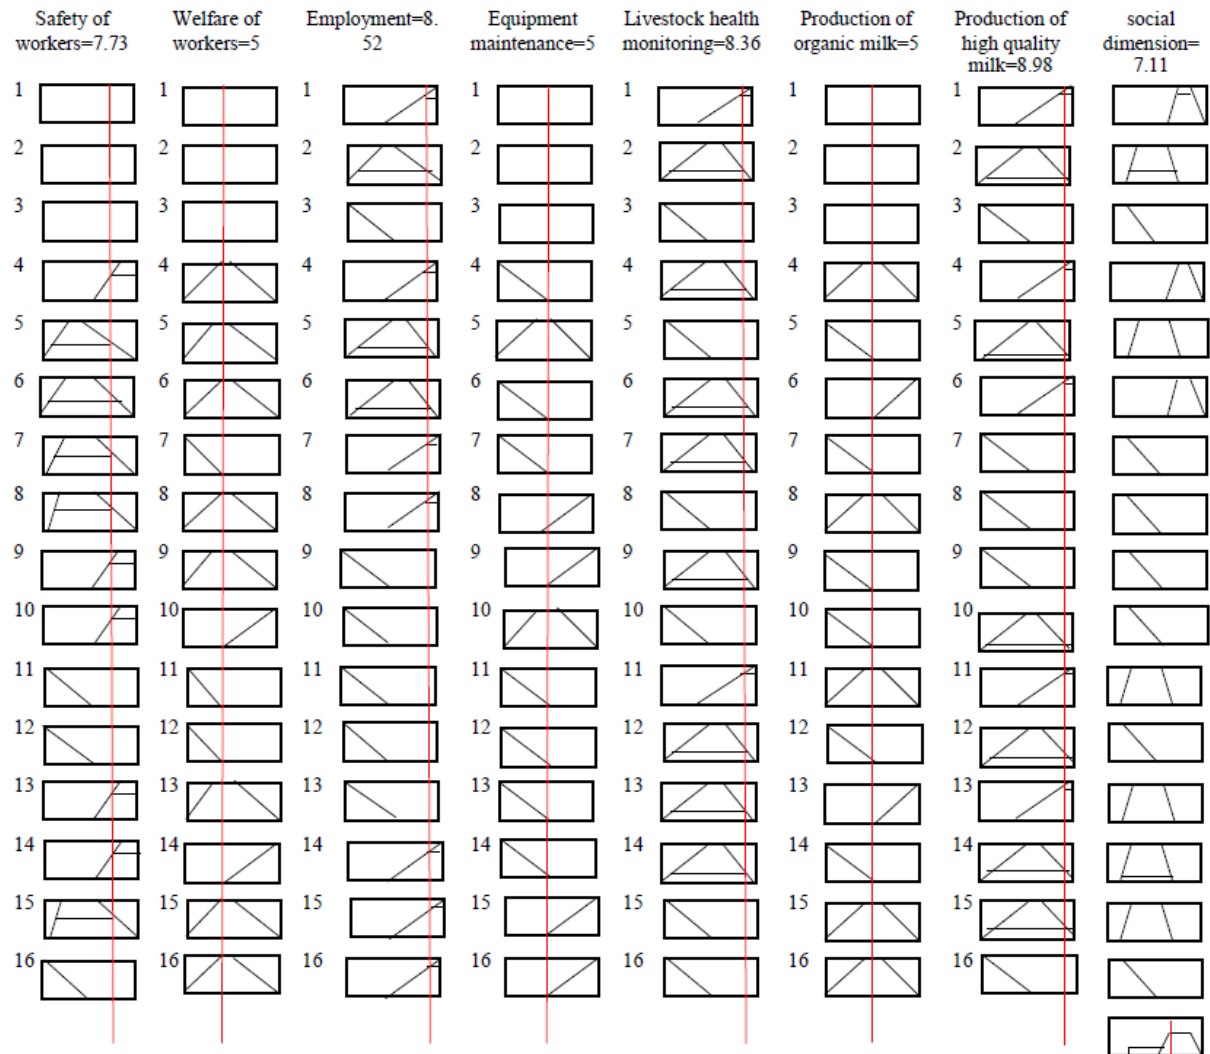 Safety of
workers=7.73
Welfare of
workers=5
Employment=8.
52
Equipment
maintenance=5
Livestock health
monitoring=8.36
Production of
organic milk=5
Production of
high quality
milk=8.98
social
dimension=
7.11
1 1 1 1 1 1 1
2 2 2 2 2 2 2
3 3 3 3 3 3 3
4 4 4 4 4 4 4
5 5 5 5 5 5 5
6 6 6 6 6 6 6
7 7 7 7 7 7 7
8 8 8 8 8 8 8
9 9 9 9 9 9 9
10 10 10 10 10 10 10
11 11 11 11 11 11 11
12 12 12 12 12 12 12
13 13 13 13 13 13 13
14 14 14 14 14 14 14
15 15 15 15 15 15 15
16 16 16 16 16 16 16